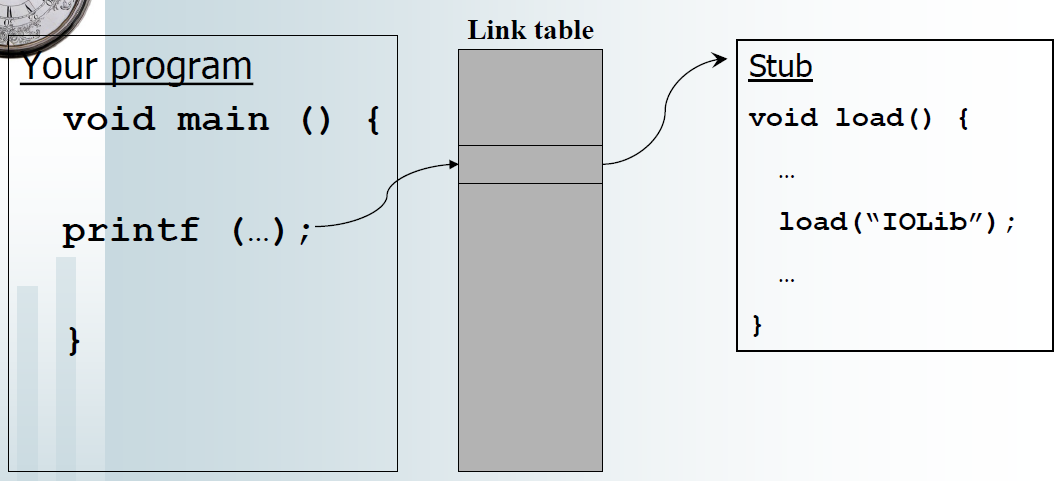 Link table
Your program
void main () {
printf (…);
}
Stub
void load() {
…
load(“IOLib”);
…
}